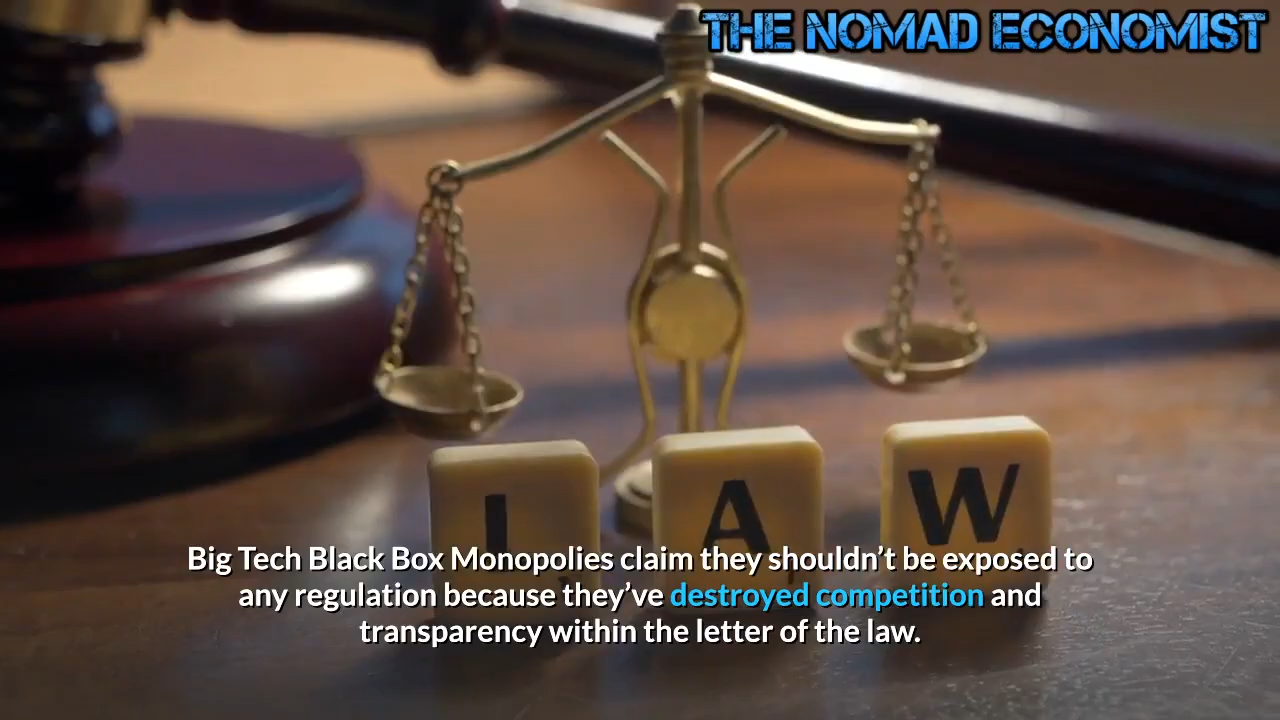 THE NOMAD ECONOMIST
L A W
Big Tech Black Box Monopolies claim they shouldn't be exposed to
any regulation because they've destroyed competition and
transparency within the letter of the law.